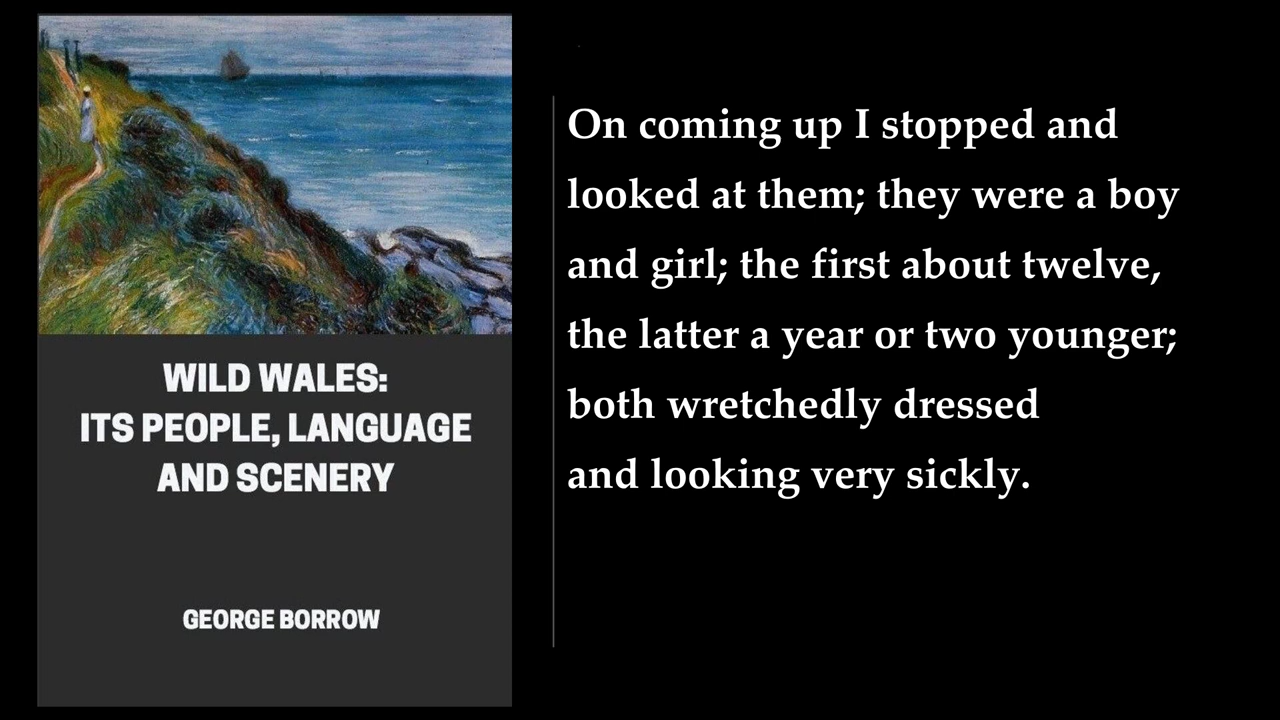 WILD WALES:
ITS PEOPLE, LANGUAGE
AND SCENERY
GEORGE BORROW
On coming up I stopped and
looked at them; they were a boy
and girl; the first about twelve,
the latter a year or two younger;
both wretchedly dressed
and looking very sickly.